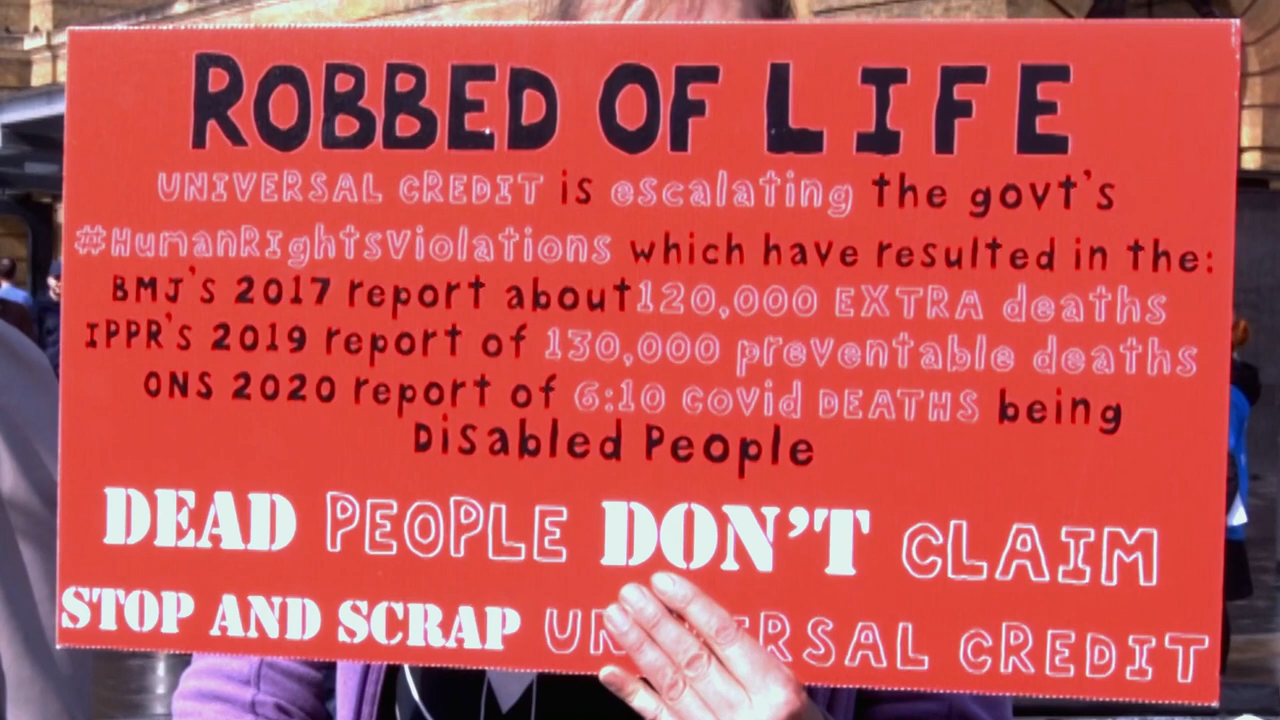 ROBBED OF LIFE
UNIVERSAL CREDIT is escalating the govt's
#HumanRIghtsViolations which have resulted in the:
BMJ's 2017 report about 120,000 EXTRA deaths
IPPR's 2019 report of 130,000 preventable deaths
ONS 2020 report of 6:10 covid DEATHS being
Disabled People
DEAD PEOPLE DON'T CLAIM
STOP AND SCRAP UNIVERSAL CREDIT